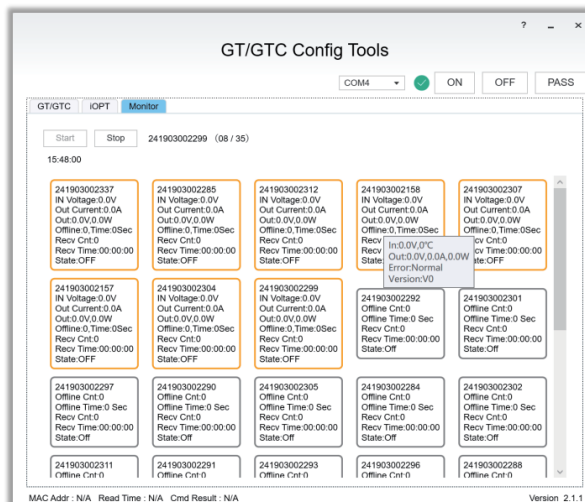 ? – ×
GT/GTC Config Tools
COM4 ON OFF PASS
GT/GTC iOPT Monitor
Start Stop 241903002299 (08 / 35)
15:48:00
241903002337
IN Voltage:0.0V
Out Current:0.0A
Out:0.0V,0.0W
Offline:0,Time:0Sec
Recv Cnt:0
Recv Time:00:00:00
State:OFF
241903002285
IN Voltage:0.0V
Out Current:0.0A
Out:0.0V,0.0W
Offline:0,Time:0Sec
Recv Cnt:0
Recv Time:00:00:00
State:OFF
241903002312
IN Voltage:0.0V
Out Current:0.0A
Out:0.0V,0.0W
Offline:0,Time:0Sec
Recv Cnt:0
Recv Time:00:00:00
State:OFF
241903002158
IN Voltage:0.0V
Out Current:0.0A
Out:0.0V,0.0W
Offline:0,Time:0Sec
In:0.0V,0°C
Out:0.0V,0.0A,0.0W
Error:Normal
Version:V0
241903002307
IN Voltage:0.0V
Out Current:0.0A
Out:0.0V,0.0W
Offline:0,Time:0Sec
Recv Cnt:0
Recv Time:00:00:00
State:OFF
241903002157
IN Voltage:0.0V
Out Current:0.0A
Out:0.0V,0.0W
Offline:0,Time:0Sec
Recv Cnt:0
Recv Time:00:00:00
State:OFF
241903002304
IN Voltage:0.0V
Out Current:0.0A
Out:0.0V,0.0W
Offline:0,Time:0Sec
Recv Cnt:0
Recv Time:00:00:00
State:OFF
241903002299
IN Voltage:0.0V
Out Current:0.0A
Out:0.0V,0.0W
Offline:0,Time:0Sec
Recv Cnt:0
Recv Time:00:00:00
State:OFF
241903002292
Offline Cnt:0
Offline Time:0 Sec
Recv Cnt:0
Recv Time:00:00:00
State:Off
241903002301
Offline Cnt:0
Offline Time:0 Sec
Recv Cnt:0
Recv Time:00:00:00
State:Off
241903002297
Offline Cnt:0
Offline Time:0 Sec
Recv Cnt:0
Recv Time:00:00:00
State:Off
241903002290
Offline Cnt:0
Offline Time:0 Sec
Recv Cnt:0
Recv Time:00:00:00
State:Off
241903002305
Offline Cnt:0
Offline Time:0 Sec
Recv Cnt:0
Recv Time:00:00:00
State:Off
241903002284
Offline Cnt:0
Offline Time:0 Sec
Recv Cnt:0
Recv Time:00:00:00
State:Off
241903002302
Offline Cnt:0
Offline Time:0 Sec
Recv Cnt:0
Recv Time:00:00:00
State:Off
241903002311
Offline Cnt:0
241903002291
Offline Cnt:0
241903002293
Offline Cnt:0
241903002296
Offline Cnt:0
241903002288
Offline Cnt:0
MAC Addr : N/A Read Time : N/A Cmd Result : N/A Version 2.1.1